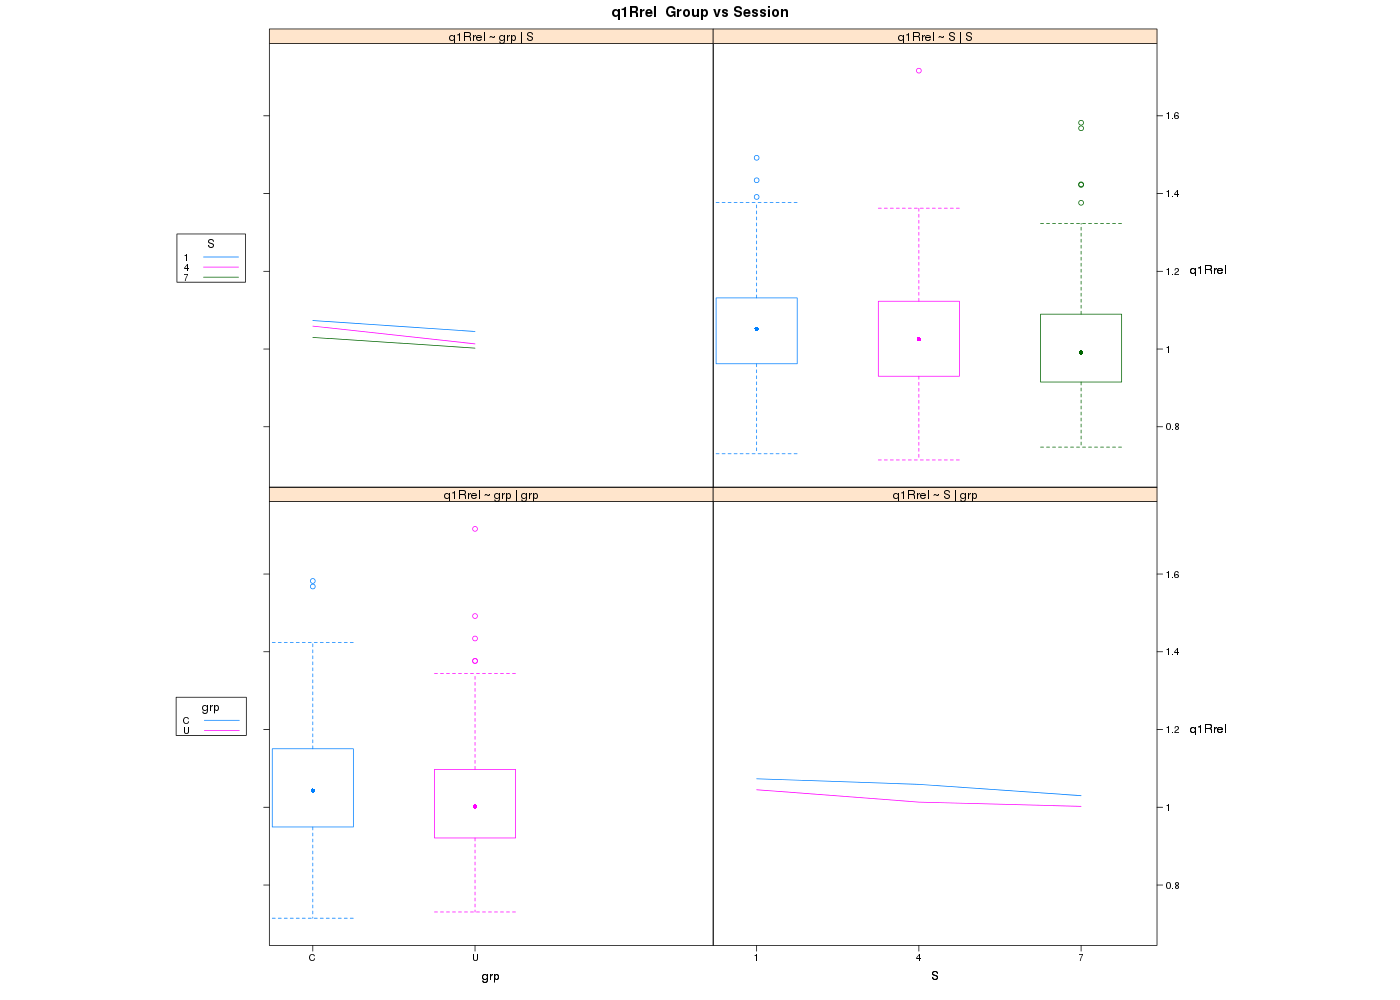 q1Rrel Group vs Session
q1Rrel ~ grp | S
q1Rrel ~ S | S
1.6
1.4
1.2
1
0.8
q1Rrel
S
1
4
7
q1Rrel ~ grp | grp
q1Rrel ~ S | grp
1.6
1.4
1.2
1
0.8
q1Rrel
grp
C
U
C
U
1
4
7
grp
S